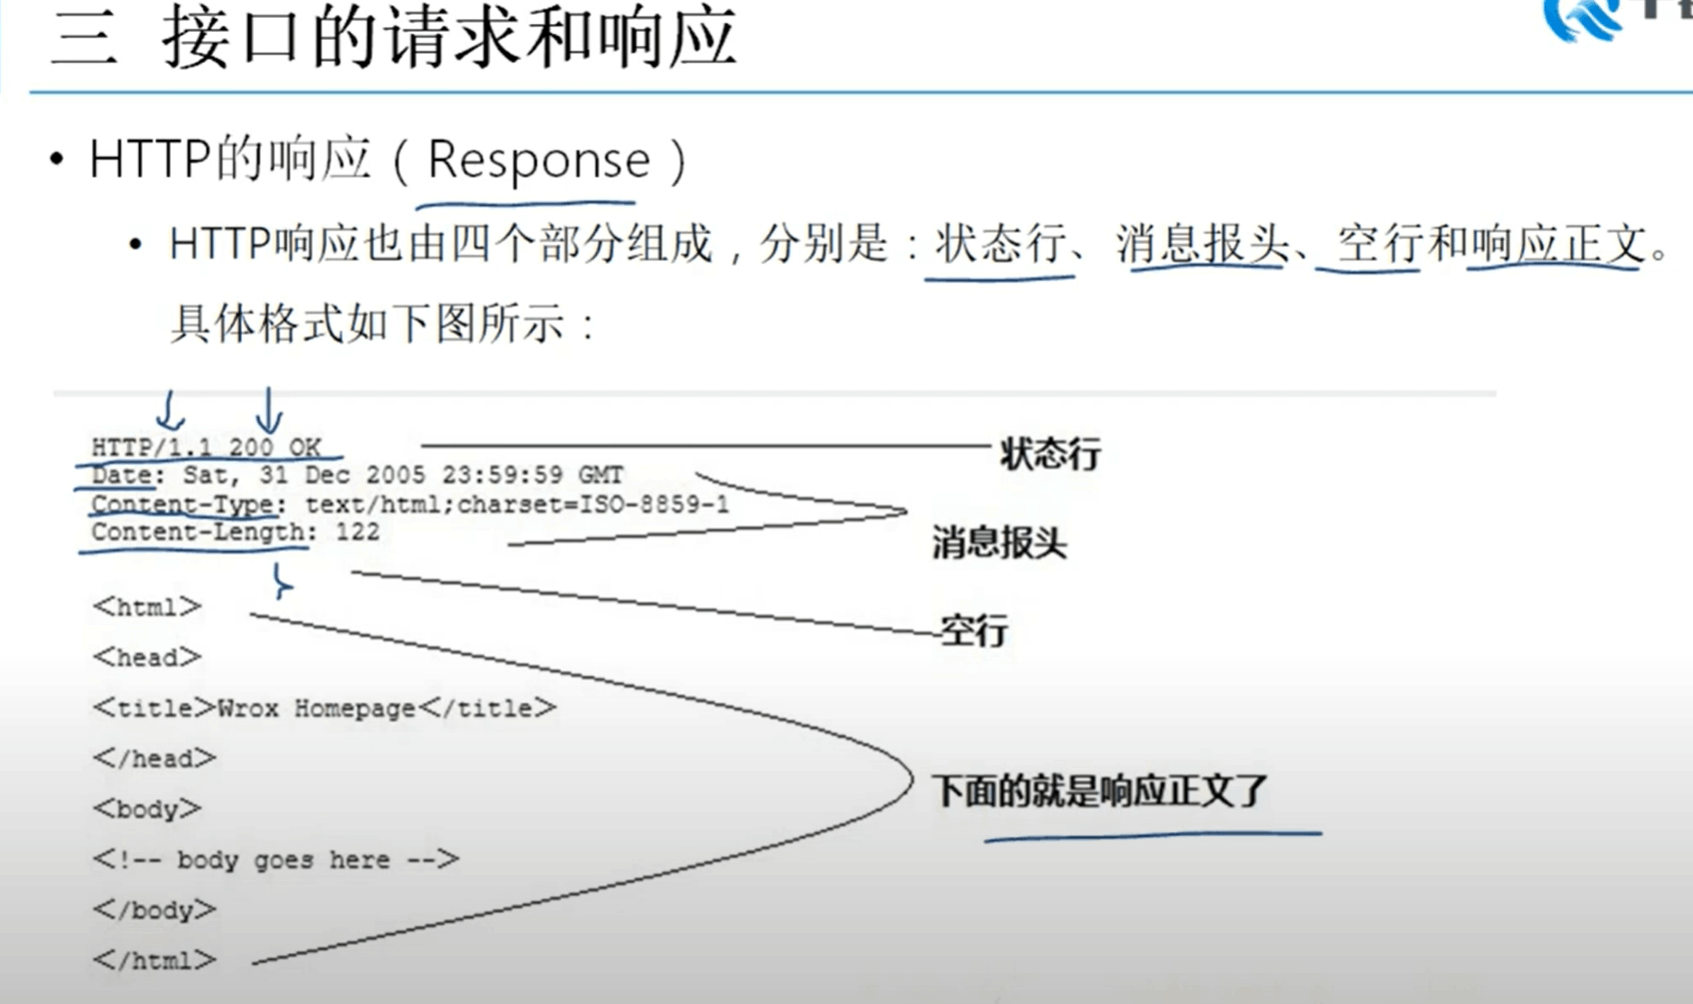 三 接口的请求和响应
• HTTP的响应（Response）
• HTTP响应也由四个部分组成，分别是：状态行、消息报头、空行和响应正文。
具体格式如下图所示：
HTTP/1.1 200 OK
状态行
Date: Sat, 31 Dec 2005 23:59:59 GMT
Content-Type: text/html;charset=ISO-8859-1
Content-Length: 122
消息报头
空行
<html>
<head>
<title>Wrox Homepage</title>
</head>
<body>
<!-- body goes here -->
</body>
</html>
下面的就是响应正文了